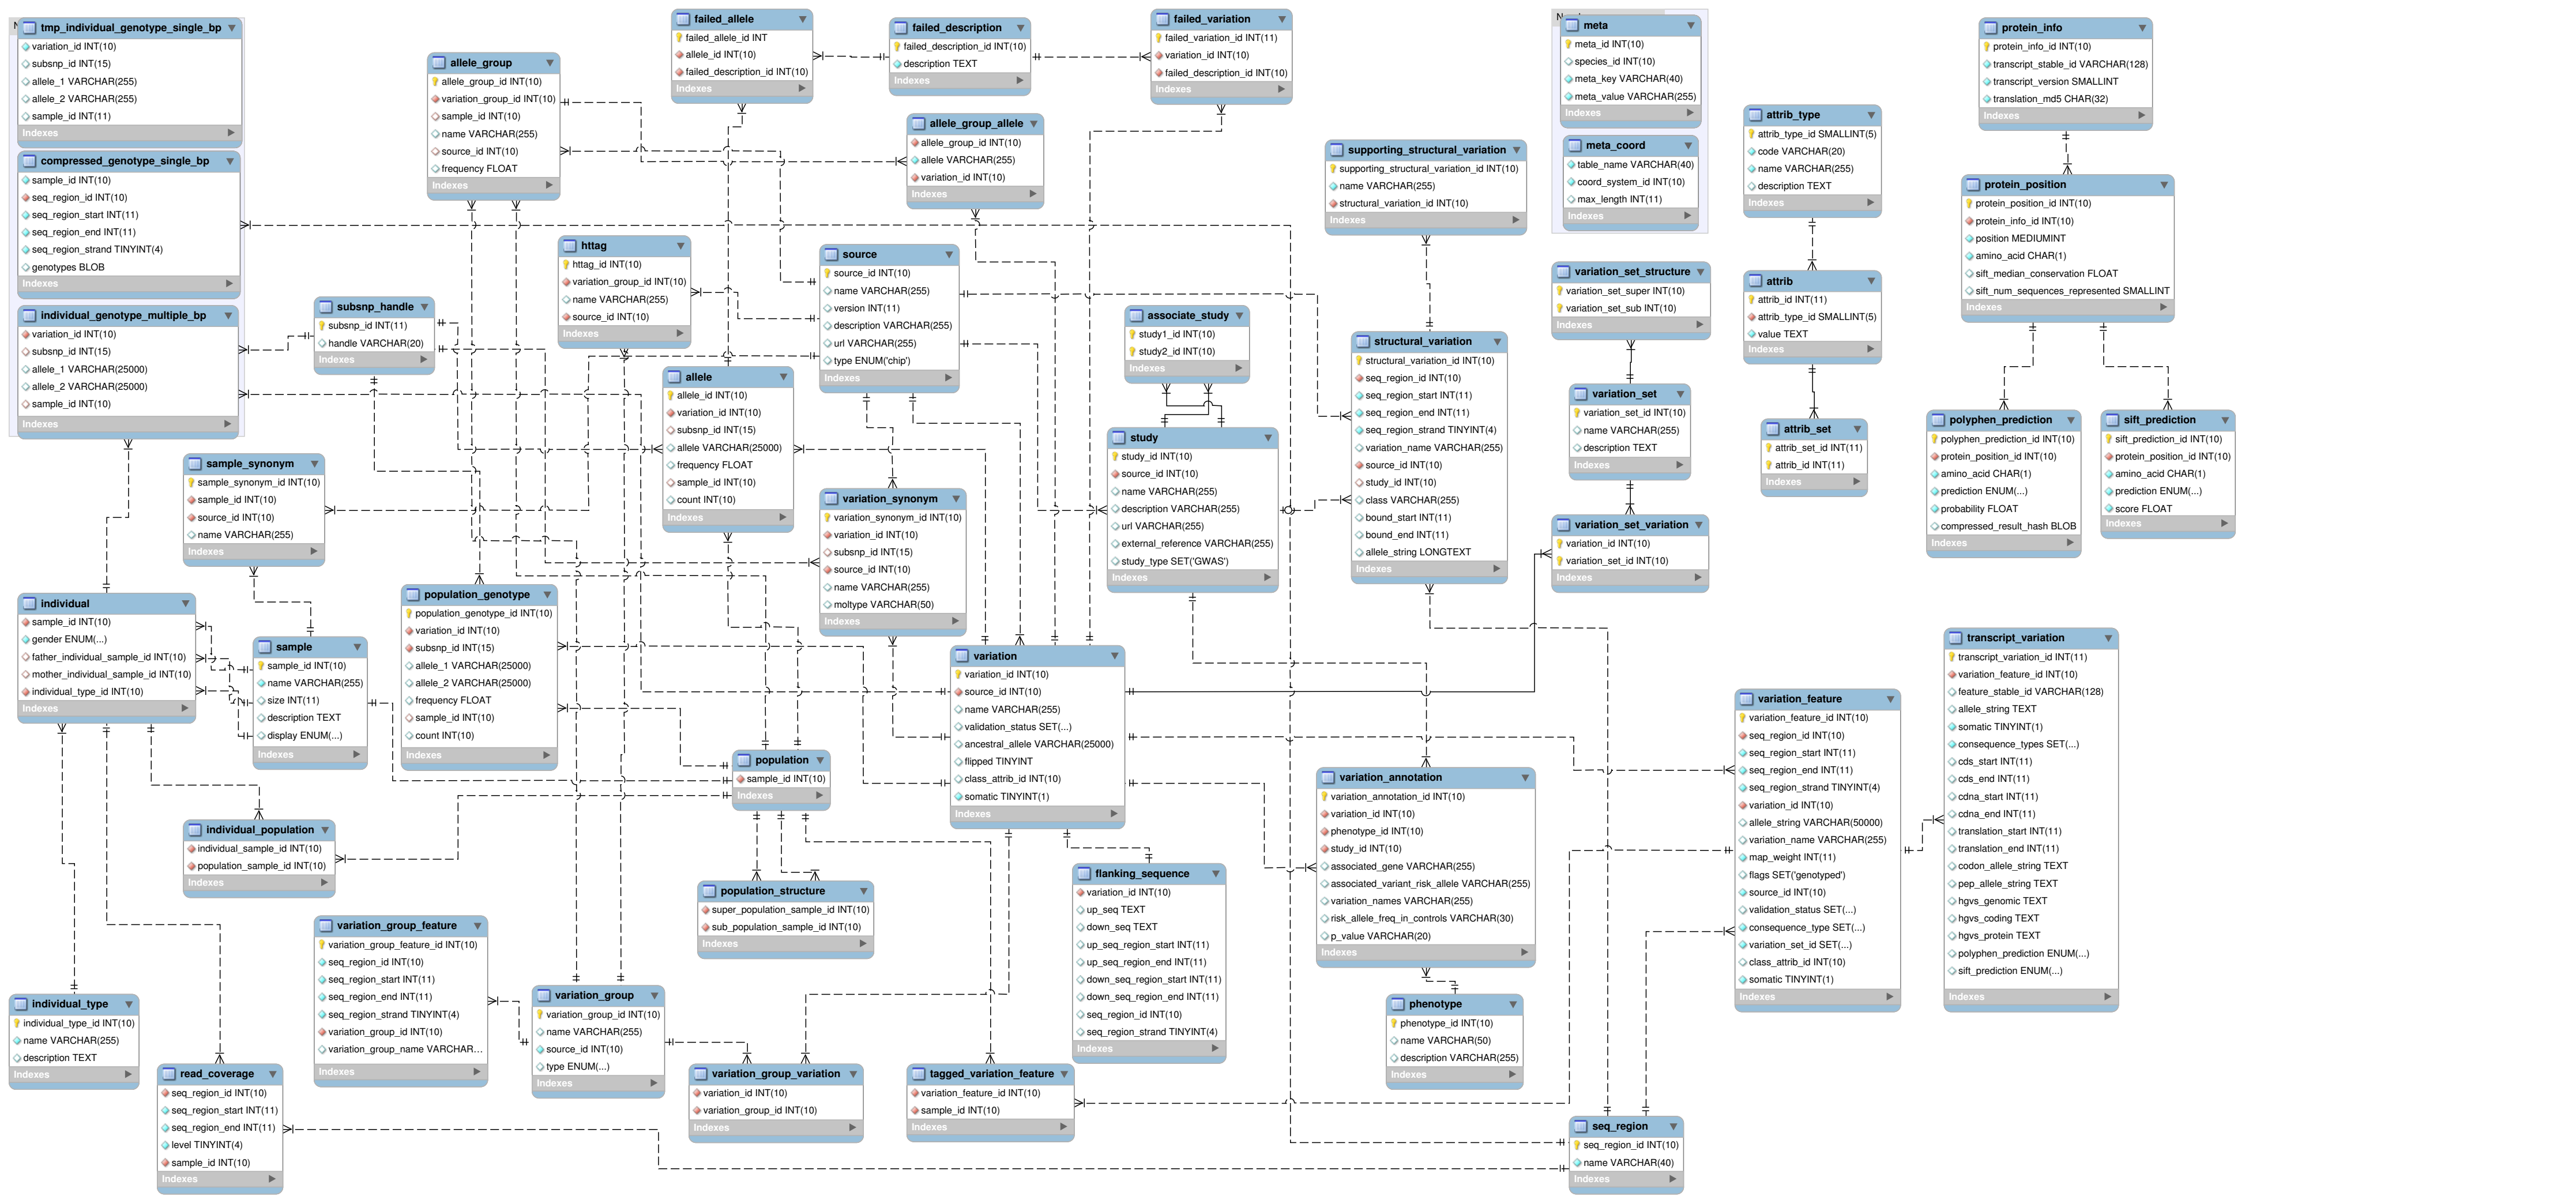 tmp_individual_genotype_single_bp
variation_id INT(10)
subsnp_id INT(15)
allele_1 VARCHAR(255)
allele_2 VARCHAR(255)
sample_id INT(11)
Indexes
compressed_genotype_single_bp
sample_id INT(10)
seq_region_id INT(10)
seq_region_start INT(11)
seq_region_end INT(11)
seq_region_strand TINYINT(4)
genotypes BLOB
Indexes
individual_genotype_multiple_bp
variation_id INT(10)
subsnp_id INT(15)
allele_1 VARCHAR(25000)
allele_2 VARCHAR(25000)
sample_id INT(10)
Indexes
subsnp_handle
subsnp_id INT(11)
handle VARCHAR(20)
Indexes
allele_group
allele_group_id INT(10)
variation_group_id INT(10)
sample_id INT(10)
name VARCHAR(255)
source_id INT(10)
frequency FLOAT
Indexes
failed_allele
failed_allele_id INT
allele_id INT(10)
failed_description_id INT(10)
Indexes
failed_description
failed_description_id INT(10)
description TEXT
Indexes
failed_variation
failed_variation_id INT(11)
variation_id INT(10)
failed_description_id INT(10)
Indexes
allele_group_allele
allele_group_id INT(10)
allele VARCHAR(255)
variation_id INT(10)
Indexes
httag
httag_id INT(10)
variation_group_id INT(10)
name VARCHAR(255)
source_id INT(10)
Indexes
source
source_id INT(10)
name VARCHAR(255)
version INT(11)
description VARCHAR(255)
url VARCHAR(255)
type ENUM('chip')
Indexes
allele
allele_id INT(10)
variation_id INT(10)
subsnp_id INT(15)
allele VARCHAR(25000)
frequency FLOAT
sample_id INT(10)
count INT(10)
Indexes
associate_study
study1_id INT(10)
study2_id INT(10)
Indexes
study
study_id INT(10)
source_id INT(10)
name VARCHAR(255)
description VARCHAR(255)
url VARCHAR(255)
external_reference VARCHAR(255)
study_type SET('GWAS')
Indexes
supporting_structural_variation
supporting_structural_variation_id INT(10)
name VARCHAR(255)
structural_variation_id INT(10)
Indexes
structural_variation
structural_variation_id INT(10)
seq_region_id INT(10)
seq_region_start INT(11)
seq_region_end INT(11)
seq_region_strand TINYINT(4)
variation_name VARCHAR(255)
source_id INT(10)
study_id INT(10)
class VARCHAR(255)
bound_start INT(11)
bound_end INT(11)
allele_string LONGTEXT
Indexes
meta
meta_id INT(10)
species_id INT(10)
meta_key VARCHAR(40)
meta_value VARCHAR(255)
Indexes
meta_coord
table_name VARCHAR(40)
coord_system_id INT(10)
max_length INT(11)
Indexes
variation_set_structure
variation_set_super INT(10)
variation_set_sub INT(10)
Indexes
variation_set
variation_set_id INT(10)
name VARCHAR(255)
description TEXT
Indexes
variation_set_variation
variation_id INT(10)
variation_set_id INT(10)
Indexes
attrib_type
attrib_type_id SMALLINT(5)
code VARCHAR(20)
name VARCHAR(255)
description TEXT
Indexes
attrib
attrib_id INT(11)
attrib_type_id SMALLINT(5)
value TEXT
Indexes
attrib_set
attrib_set_id INT(11)
attrib_id INT(11)
Indexes
protein_info
protein_info_id INT(10)
transcript_stable_id VARCHAR(128)
transcript_version SMALLINT
translation_md5 CHAR(32)
Indexes
protein_position
protein_position_id INT(10)
protein_info_id INT(10)
position MEDIUMINT
amino_acid CHAR(1)
sift_median_conservation FLOAT
sift_num_sequences_represented SMALLINT
Indexes
polyphen_prediction
polyphen_prediction_id INT(10)
protein_position_id INT(10)
amino_acid CHAR(1)
prediction ENUM(...)
probability FLOAT
compressed_result_hash BLOB
Indexes
sift_prediction
sift_prediction_id INT(10)
protein_position_id INT(10)
amino_acid CHAR(1)
prediction ENUM(...)
score FLOAT
Indexes
sample_synonym
sample_synonym_id INT(10)
sample_id INT(10)
source_id INT(10)
name VARCHAR(255)
Indexes
individual
sample_id INT(10)
gender ENUM(...)
father_individual_sample_id INT(10)
mother_individual_sample_id INT(10)
individual_type_id INT(10)
Indexes
sample
sample_id INT(10)
name VARCHAR(255)
size INT(11)
description TEXT
display ENUM(...)
Indexes
population_genotype
population_genotype_id INT(10)
variation_id INT(10)
subsnp_id INT(15)
allele_1 VARCHAR(25000)
allele_2 VARCHAR(25000)
frequency FLOAT
sample_id INT(10)
count INT(10)
Indexes
variation_synonym
variation_synonym_id INT(10)
variation_id INT(10)
subsnp_id INT(15)
source_id INT(10)
name VARCHAR(255)
moltype VARCHAR(50)
Indexes
population
sample_id INT(10)
Indexes
variation
variation_id INT(10)
source_id INT(10)
name VARCHAR(255)
validation_status SET(...)
ancestral_allele VARCHAR(25000)
flipped TINYINT
class_attrib_id INT(10)
somatic TINYINT(1)
Indexes
individual_population
individual_sample_id INT(10)
population_sample_id INT(10)
Indexes
population_structure
super_population_sample_id INT(10)
sub_population_sample_id INT(10)
Indexes
flanking_sequence
variation_id INT(10)
up_seq TEXT
down_seq TEXT
up_seq_region_start INT(11)
up_seq_region_end INT(11)
down_seq_region_start INT(11)
down_seq_region_end INT(11)
seq_region_id INT(10)
seq_region_strand TINYINT(4)
Indexes
variation_annotation
variation_annotation_id INT(10)
variation_id INT(10)
phenotype_id INT(10)
study_id INT(10)
associated_gene VARCHAR(255)
associated_variant_risk_allele VARCHAR(255)
variation_names VARCHAR(255)
risk_allele_freq_in_controls VARCHAR(30)
p_value VARCHAR(20)
Indexes
phenotype
phenotype_id INT(10)
name VARCHAR(50)
description VARCHAR(255)
Indexes
variation_feature
variation_feature_id INT(10)
seq_region_id INT(10)
seq_region_start INT(11)
seq_region_end INT(11)
seq_region_strand TINYINT(4)
variation_id INT(10)
allele_string VARCHAR(50000)
variation_name VARCHAR(255)
map_weight INT(11)
flags SET('genotyped')
source_id INT(10)
validation_status SET(...)
consequence_type SET(...)
variation_set_id SET(...)
class_attrib_id INT(10)
somatic TINYINT(1)
Indexes
transcript_variation
transcript_variation_id INT(11)
variation_feature_id INT(10)
feature_stable_id VARCHAR(128)
allele_string TEXT
somatic TINYINT(1)
consequence_types SET(...)
cds_start INT(11)
cds_end INT(11)
cdna_start INT(11)
cdna_end INT(11)
translation_start INT(11)
translation_end INT(11)
codon_allele_string TEXT
pep_allele_string TEXT
hgvs_genomic TEXT
hgvs_coding TEXT
hgvs_protein TEXT
polyphen_prediction ENUM(...)
sift_prediction ENUM(...)
Indexes
individual_type
individual_type_id INT(10)
name VARCHAR(255)
description TEXT
Indexes
variation_group_feature
variation_group_feature_id INT(10)
seq_region_id INT(10)
seq_region_start INT(11)
seq_region_end INT(11)
seq_region_strand TINYINT(4)
variation_group_id INT(10)
variation_group_name VARCHAR...
Indexes
variation_group
variation_group_id INT(10)
name VARCHAR(255)
source_id INT(10)
type ENUM(...)
Indexes
read_coverage
seq_region_id INT(10)
seq_region_start INT(11)
seq_region_end INT(11)
level TINYINT(4)
sample_id INT(10)
Indexes
variation_group_variation
variation_id INT(10)
variation_group_id INT(10)
Indexes
tagged_variation_feature
variation_feature_id INT(10)
sample_id INT(10)
Indexes
seq_region
seq_region_id INT(10)
name VARCHAR(40)
Indexes